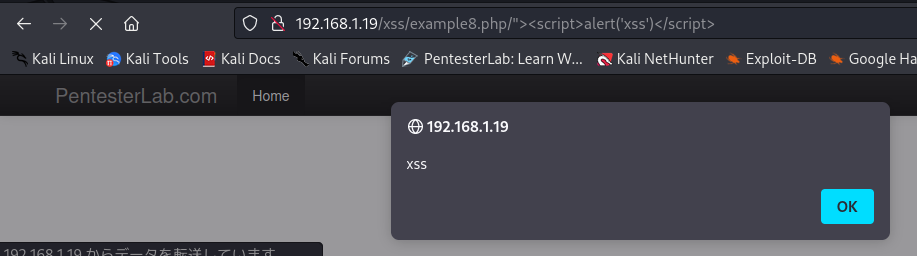 192.168.1.19/xss/example8.php/"><script>alert('xss')</script>
Kali Linux Kali Tools Kali Docs Kali Forums PentesterLab: Learn W... Kali NetHunter Exploit-DB Google Ha
PentesterLab.com Home
192.168.1.19
xss
OK
192.168.1.19 からデータを転送しています